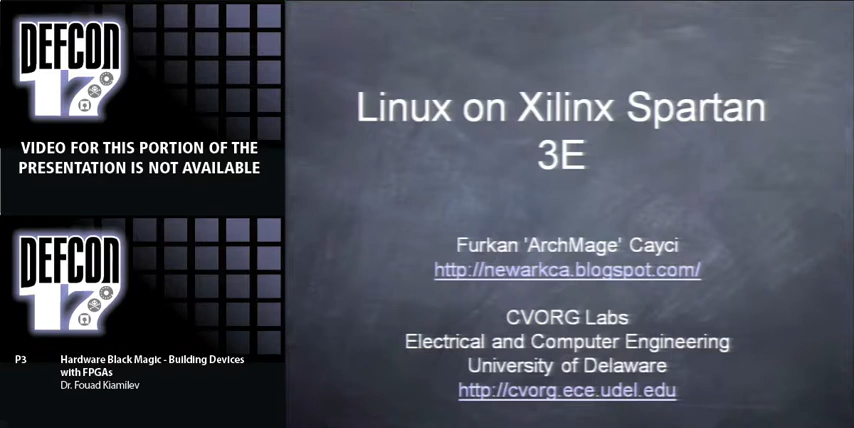 DEFCON
17
VIDEO FOR THIS PORTION OF THE
PRESENTATION IS NOT AVAILABLE
DEFCON
17
P3 Hardware Black Magic - Building Devices
with FPGAs
Dr. Fouad Kiamilev
Linux on Xilinx Spartan
3E
Furkan 'ArchMage' Cayci
http://newarkca.blogspot.com/
CVORG Labs
Electrical and Computer Engineering
University of Delaware
http://cvorg.ece.udel.edu